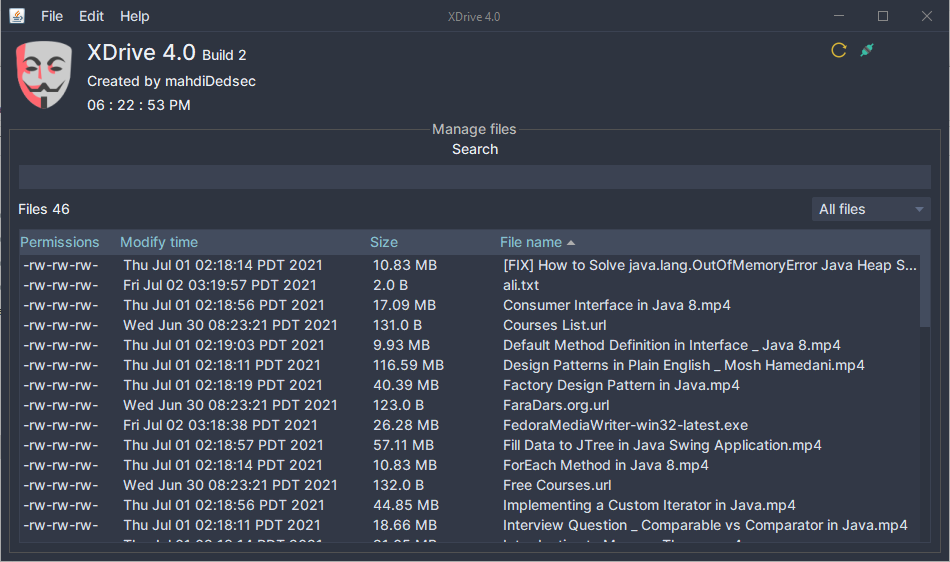 File Edit Help XDrive 4.0
XDrive 4.0 Build 2
Created by mahdiDedsec
06 : 22 : 53 PM
Manage files
Search
Files 46 All files
Permissions Modify time Size File name
-rw-rw-rw- Thu Jul 01 02:18:14 PDT 2021 10.83 MB [FIX] How to Solve java.lang.OutOfMemoryError Java Heap S...
-rw-rw-rw- Fri Jul 02 03:19:57 PDT 2021 2.0 B ali.txt
-rw-rw-rw- Thu Jul 01 02:18:56 PDT 2021 17.09 MB Consumer Interface in Java 8.mp4
-rw-rw-rw- Wed Jun 30 08:23:21 PDT 2021 131.0 B Courses List.url
-rw-rw-rw- Thu Jul 01 02:19:03 PDT 2021 9.93 MB Default Method Definition in Interface _ Java 8.mp4
-rw-rw-rw- Thu Jul 01 02:18:11 PDT 2021 116.59 MB Design Patterns in Plain English _ Mosh Hamedani.mp4
-rw-rw-rw- Thu Jul 01 02:18:19 PDT 2021 40.39 MB Factory Design Pattern in Java.mp4
-rw-rw-rw- Wed Jun 30 08:23:21 PDT 2021 123.0 B FaraDars.org.url
-rw-rw-rw- Fri Jul 02 03:18:38 PDT 2021 26.28 MB FedoraMediaWriter-win32-latest.exe
-rw-rw-rw- Thu Jul 01 02:18:57 PDT 2021 57.11 MB Fill Data to JTree in Java Swing Application.mp4
-rw-rw-rw- Thu Jul 01 02:18:14 PDT 2021 10.83 MB ForEach Method in Java 8.mp4
-rw-rw-rw- Wed Jun 30 08:23:21 PDT 2021 132.0 B Free Courses.url
-rw-rw-rw- Thu Jul 01 02:18:56 PDT 2021 44.85 MB Implementing a Custom Iterator in Java.mp4
-rw-rw-rw- Thu Jul 01 02:18:11 PDT 2021 18.66 MB Interview Question _ Comparable vs Comparator in Java.mp4